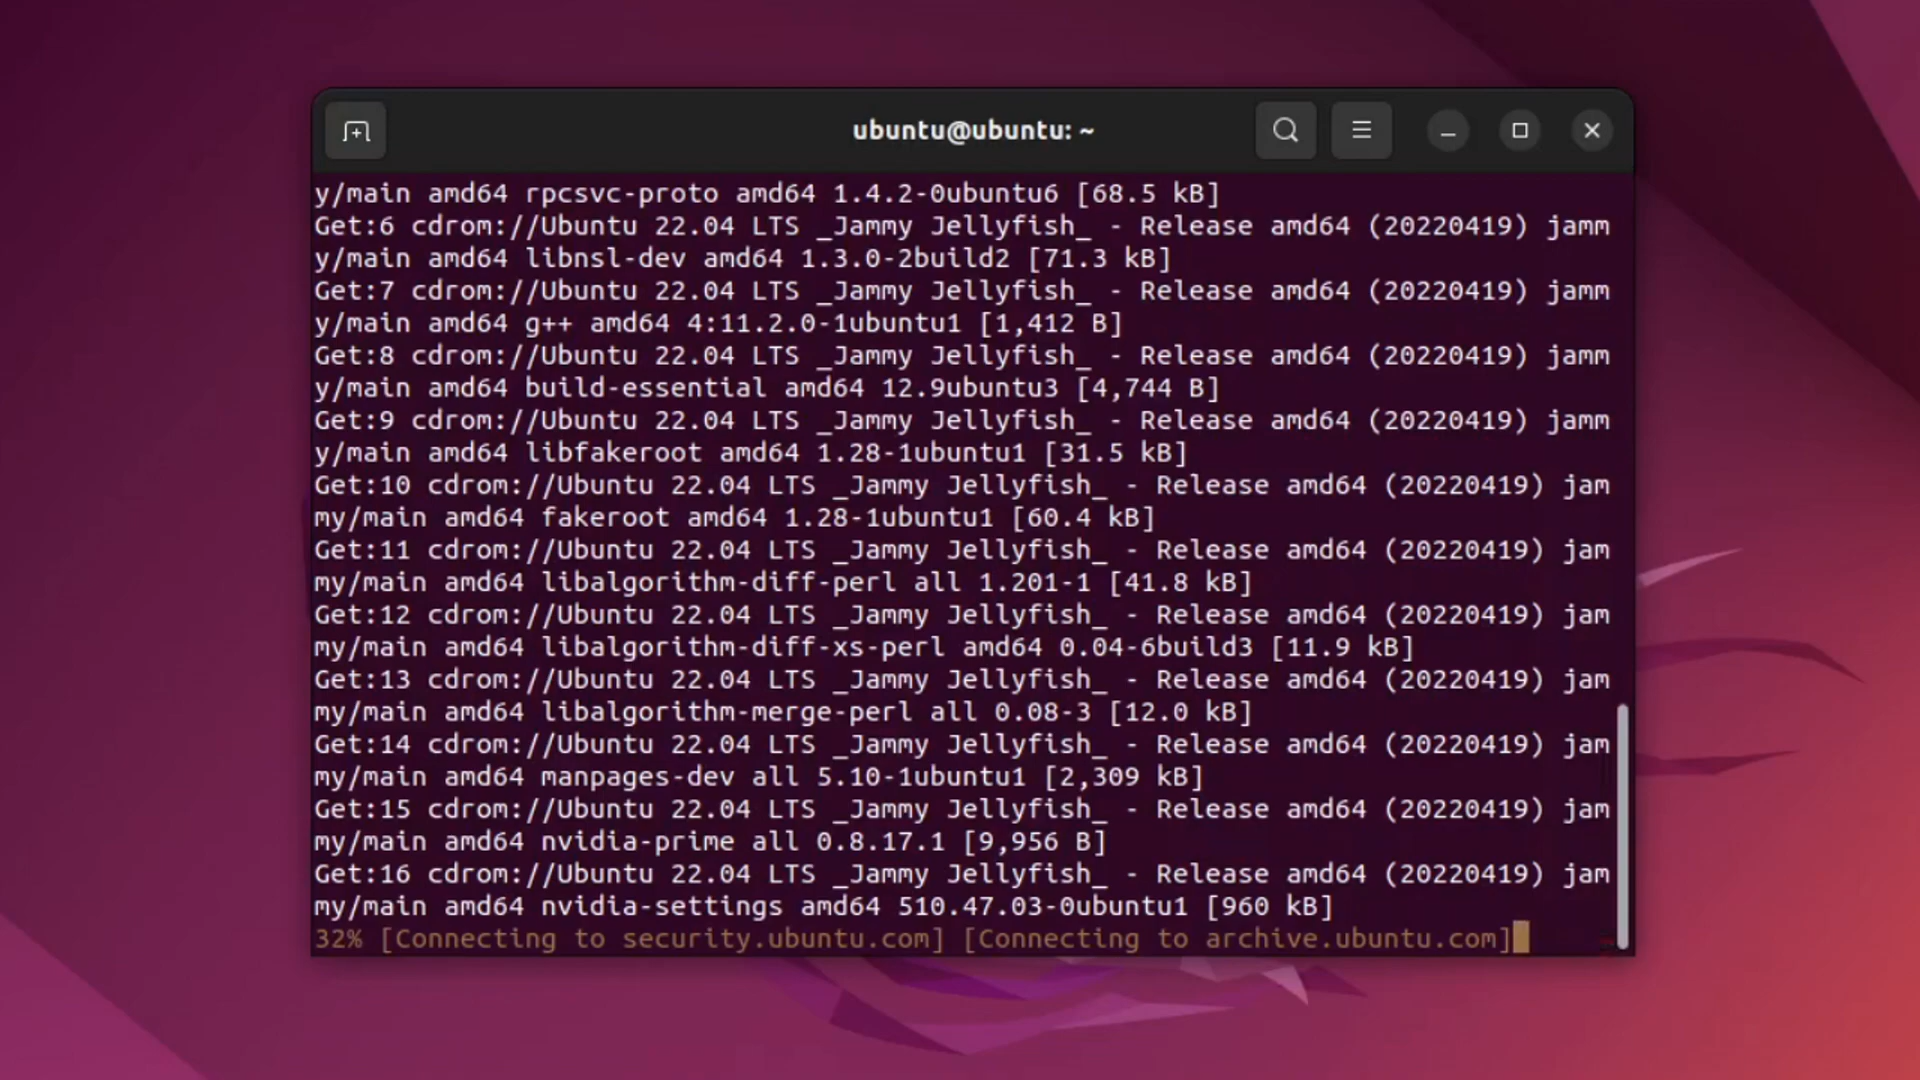 ubuntu@ubuntu: ~
y/main amd64 rpcsvc-proto amd64 1.4.2-0ubuntu6 [68.5 kB]
Get:6 cdrom://Ubuntu 22.04 LTS _Jammy Jellyfish_ - Release amd64 (20220419) jamm
y/main amd64 libnsl-dev amd64 1.3.0-2build2 [71.3 kB]
Get:7 cdrom://Ubuntu 22.04 LTS _Jammy Jellyfish_ - Release amd64 (20220419) jamm
y/main amd64 g++ amd64 4:11.2.0-1ubuntu1 [1,412 B]
Get:8 cdrom://Ubuntu 22.04 LTS _Jammy Jellyfish_ - Release amd64 (20220419) jamm
y/main amd64 build-essential amd64 12.9ubuntu3 [4,744 B]
Get:9 cdrom://Ubuntu 22.04 LTS _Jammy Jellyfish_ - Release amd64 (20220419) jamm
y/main amd64 libfakeroot amd64 1.28-1ubuntu1 [31.5 kB]
Get:10 cdrom://Ubuntu 22.04 LTS _Jammy Jellyfish_ - Release amd64 (20220419) jam
my/main amd64 fakeroot amd64 1.28-1ubuntu1 [60.4 kB]
Get:11 cdrom://Ubuntu 22.04 LTS _Jammy Jellyfish_ - Release amd64 (20220419) jam
my/main amd64 libalgorithm-diff-perl all 1.201-1 [41.8 kB]
Get:12 cdrom://Ubuntu 22.04 LTS _Jammy Jellyfish_ - Release amd64 (20220419) jam
my/main amd64 libalgorithm-diff-xs-perl amd64 0.04-6build3 [11.9 kB]
Get:13 cdrom://Ubuntu 22.04 LTS _Jammy Jellyfish_ - Release amd64 (20220419) jam
my/main amd64 libalgorithm-merge-perl all 0.08-3 [12.0 kB]
Get:14 cdrom://Ubuntu 22.04 LTS _Jammy Jellyfish_ - Release amd64 (20220419) jam
my/main amd64 manpages-dev all 5.10-1ubuntu1 [2,309 kB]
Get:15 cdrom://Ubuntu 22.04 LTS _Jammy Jellyfish_ - Release amd64 (20220419) jam
my/main amd64 nvidia-prime all 0.8.17.1 [9,956 B]
Get:16 cdrom://Ubuntu 22.04 LTS _Jammy Jellyfish_ - Release amd64 (20220419) jam
my/main amd64 nvidia-settings amd64 510.47.03-0ubuntu1 [960 kB]
32% [Connecting to security.ubuntu.com] [Connecting to archive.ubuntu.com]